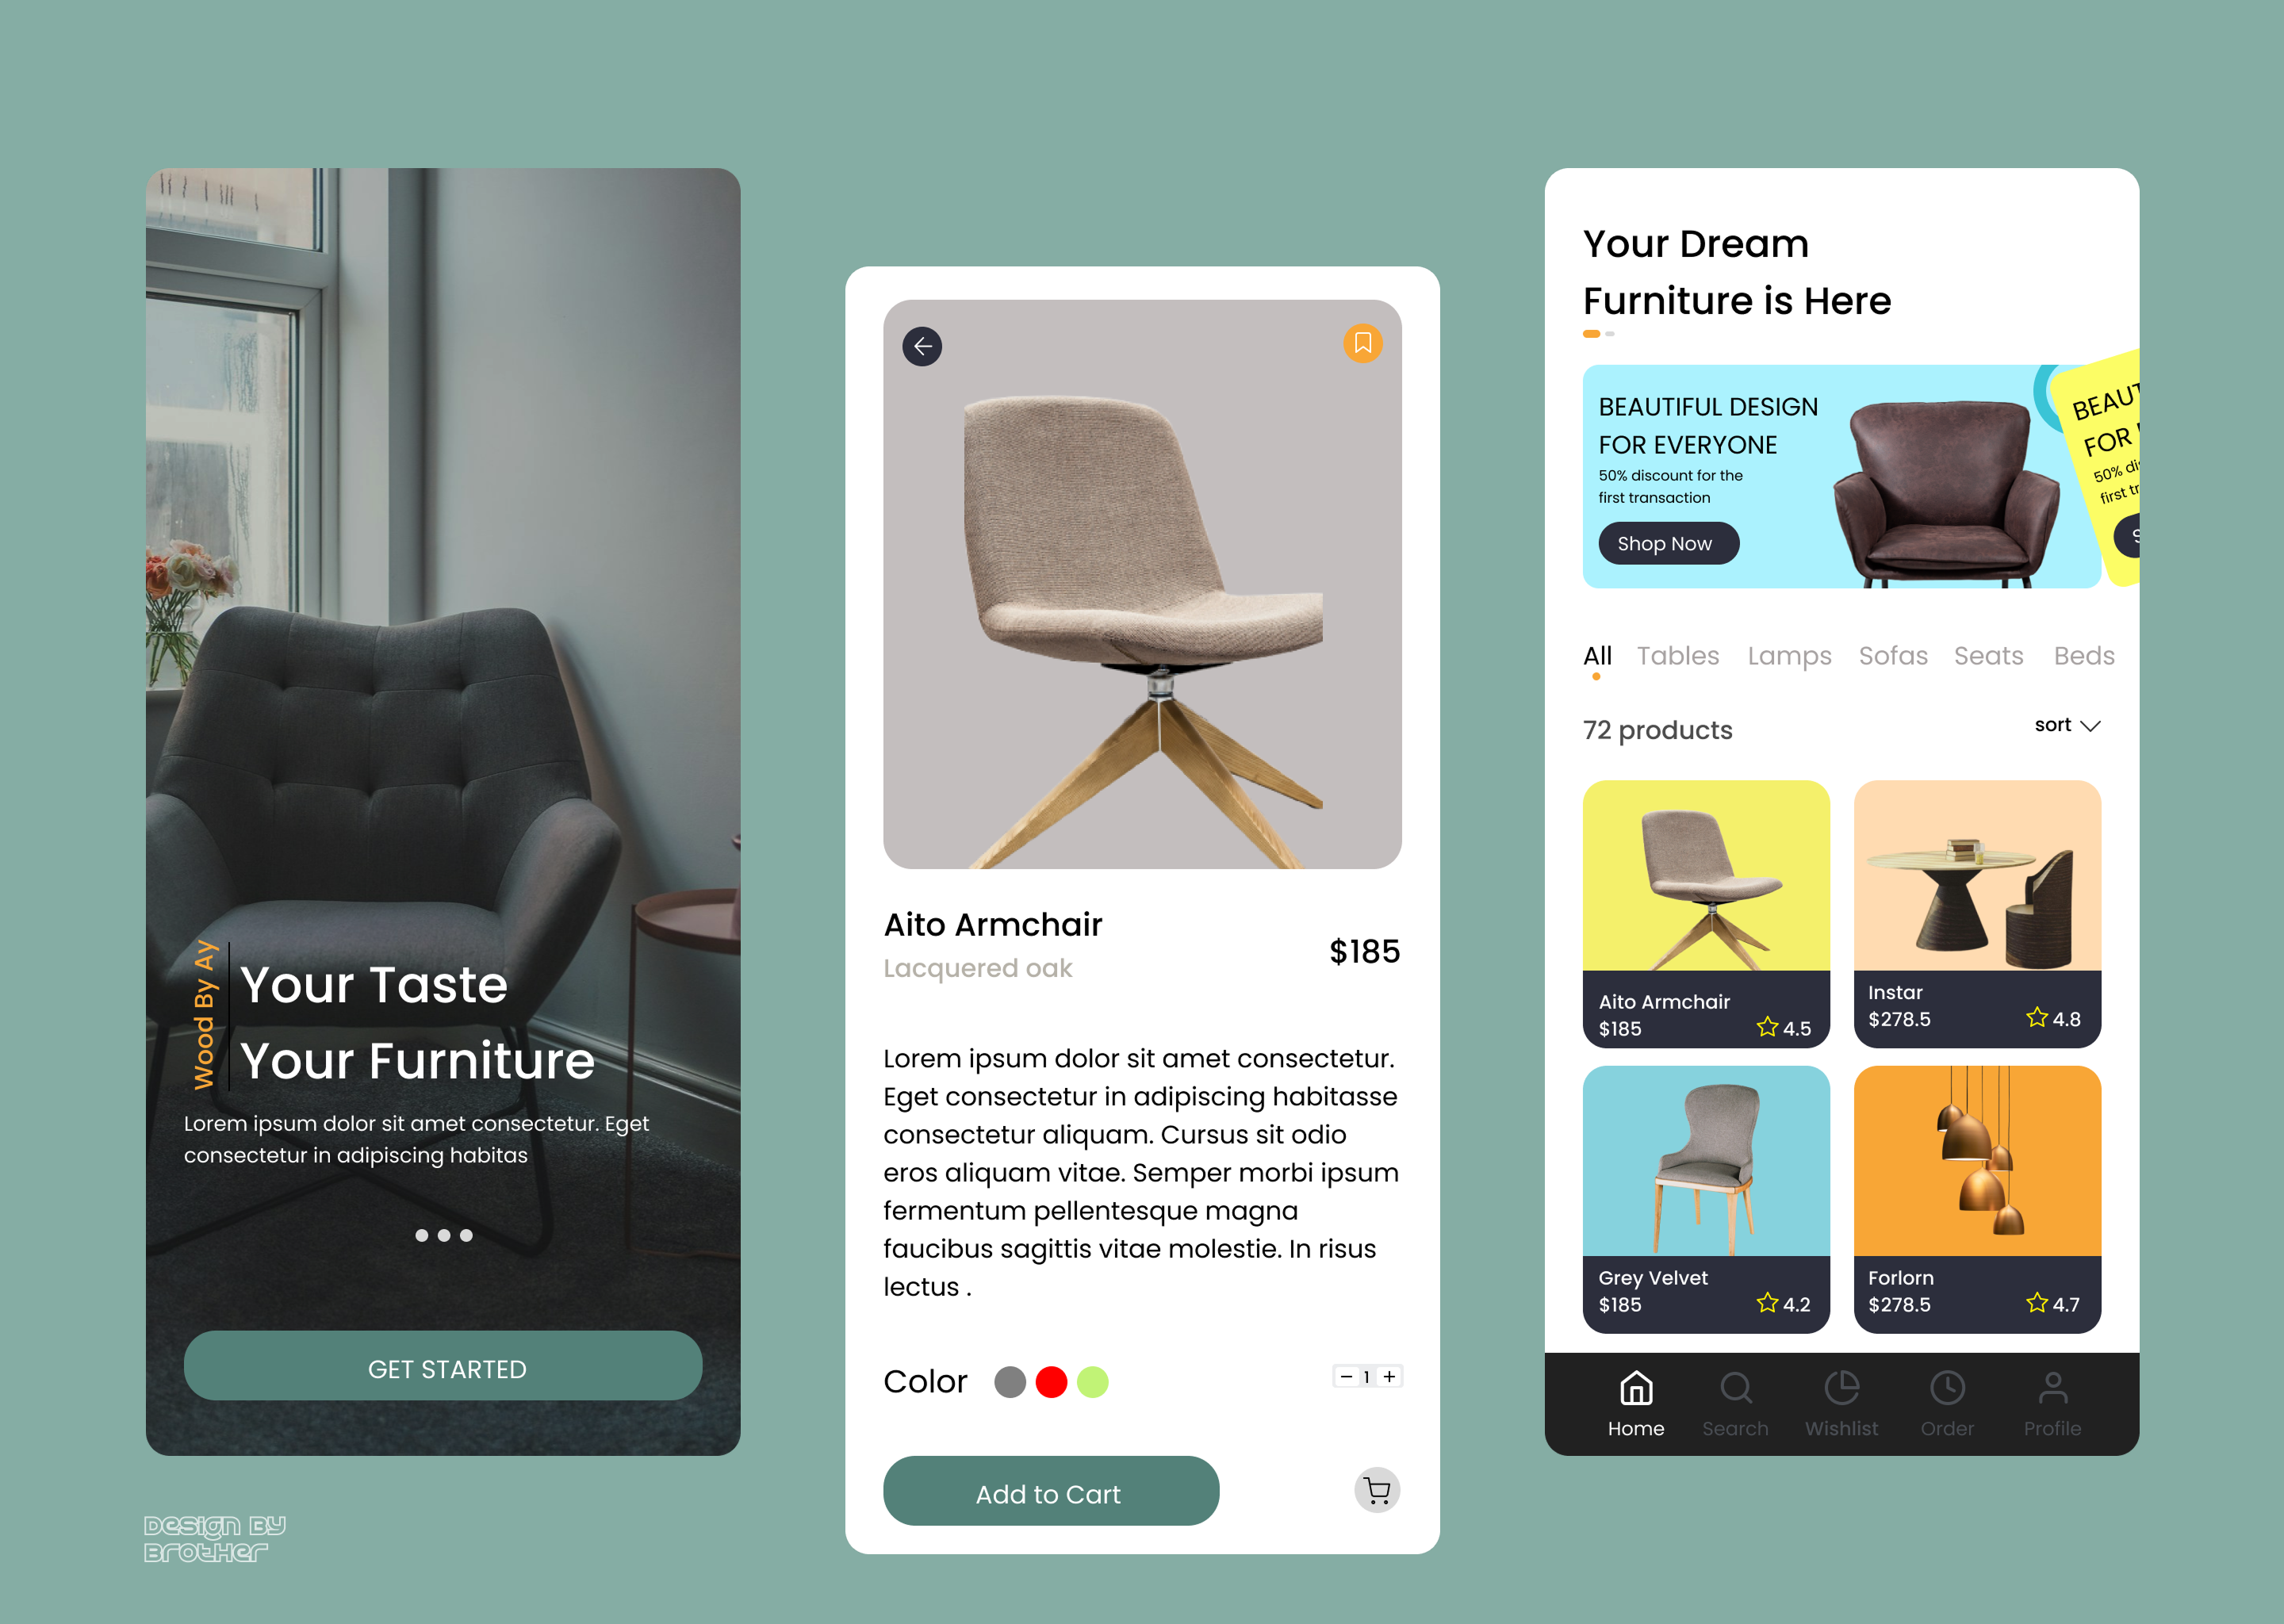 Wood By Ay
Your Taste
Your Furniture
Lorem ipsum dolor sit amet consectetur. Eget
consectetur in adipiscing habitas
GET STARTED
Design By
Brother
Aito Armchair
Lacquered oak
$185
Lorem ipsum dolor sit amet consectetur.
Eget consectetur in adipiscing habitasse
consectetur aliquam. Cursus sit odio
eros aliquam vitae. Semper morbi ipsum
fermentum pellentesque magna
faucibus sagittis vitae molestie. In risus
lectus .
Color
1
Add to Cart
Your Dream
Furniture is Here
BEAUTIFUL DESIGN
FOR EVERYONE
50% discount for the
first transaction
Shop Now
BEAUT
FOR
50% di
first tr
S
All Tables Lamps Sofas Seats Beds
72 products
sort
Aito Armchair
$185
4.5
Instar
$278.5
4.8
Grey Velvet
$185
4.2
Forlorn
$278.5
4.7
Home Search Wishlist Order Profile